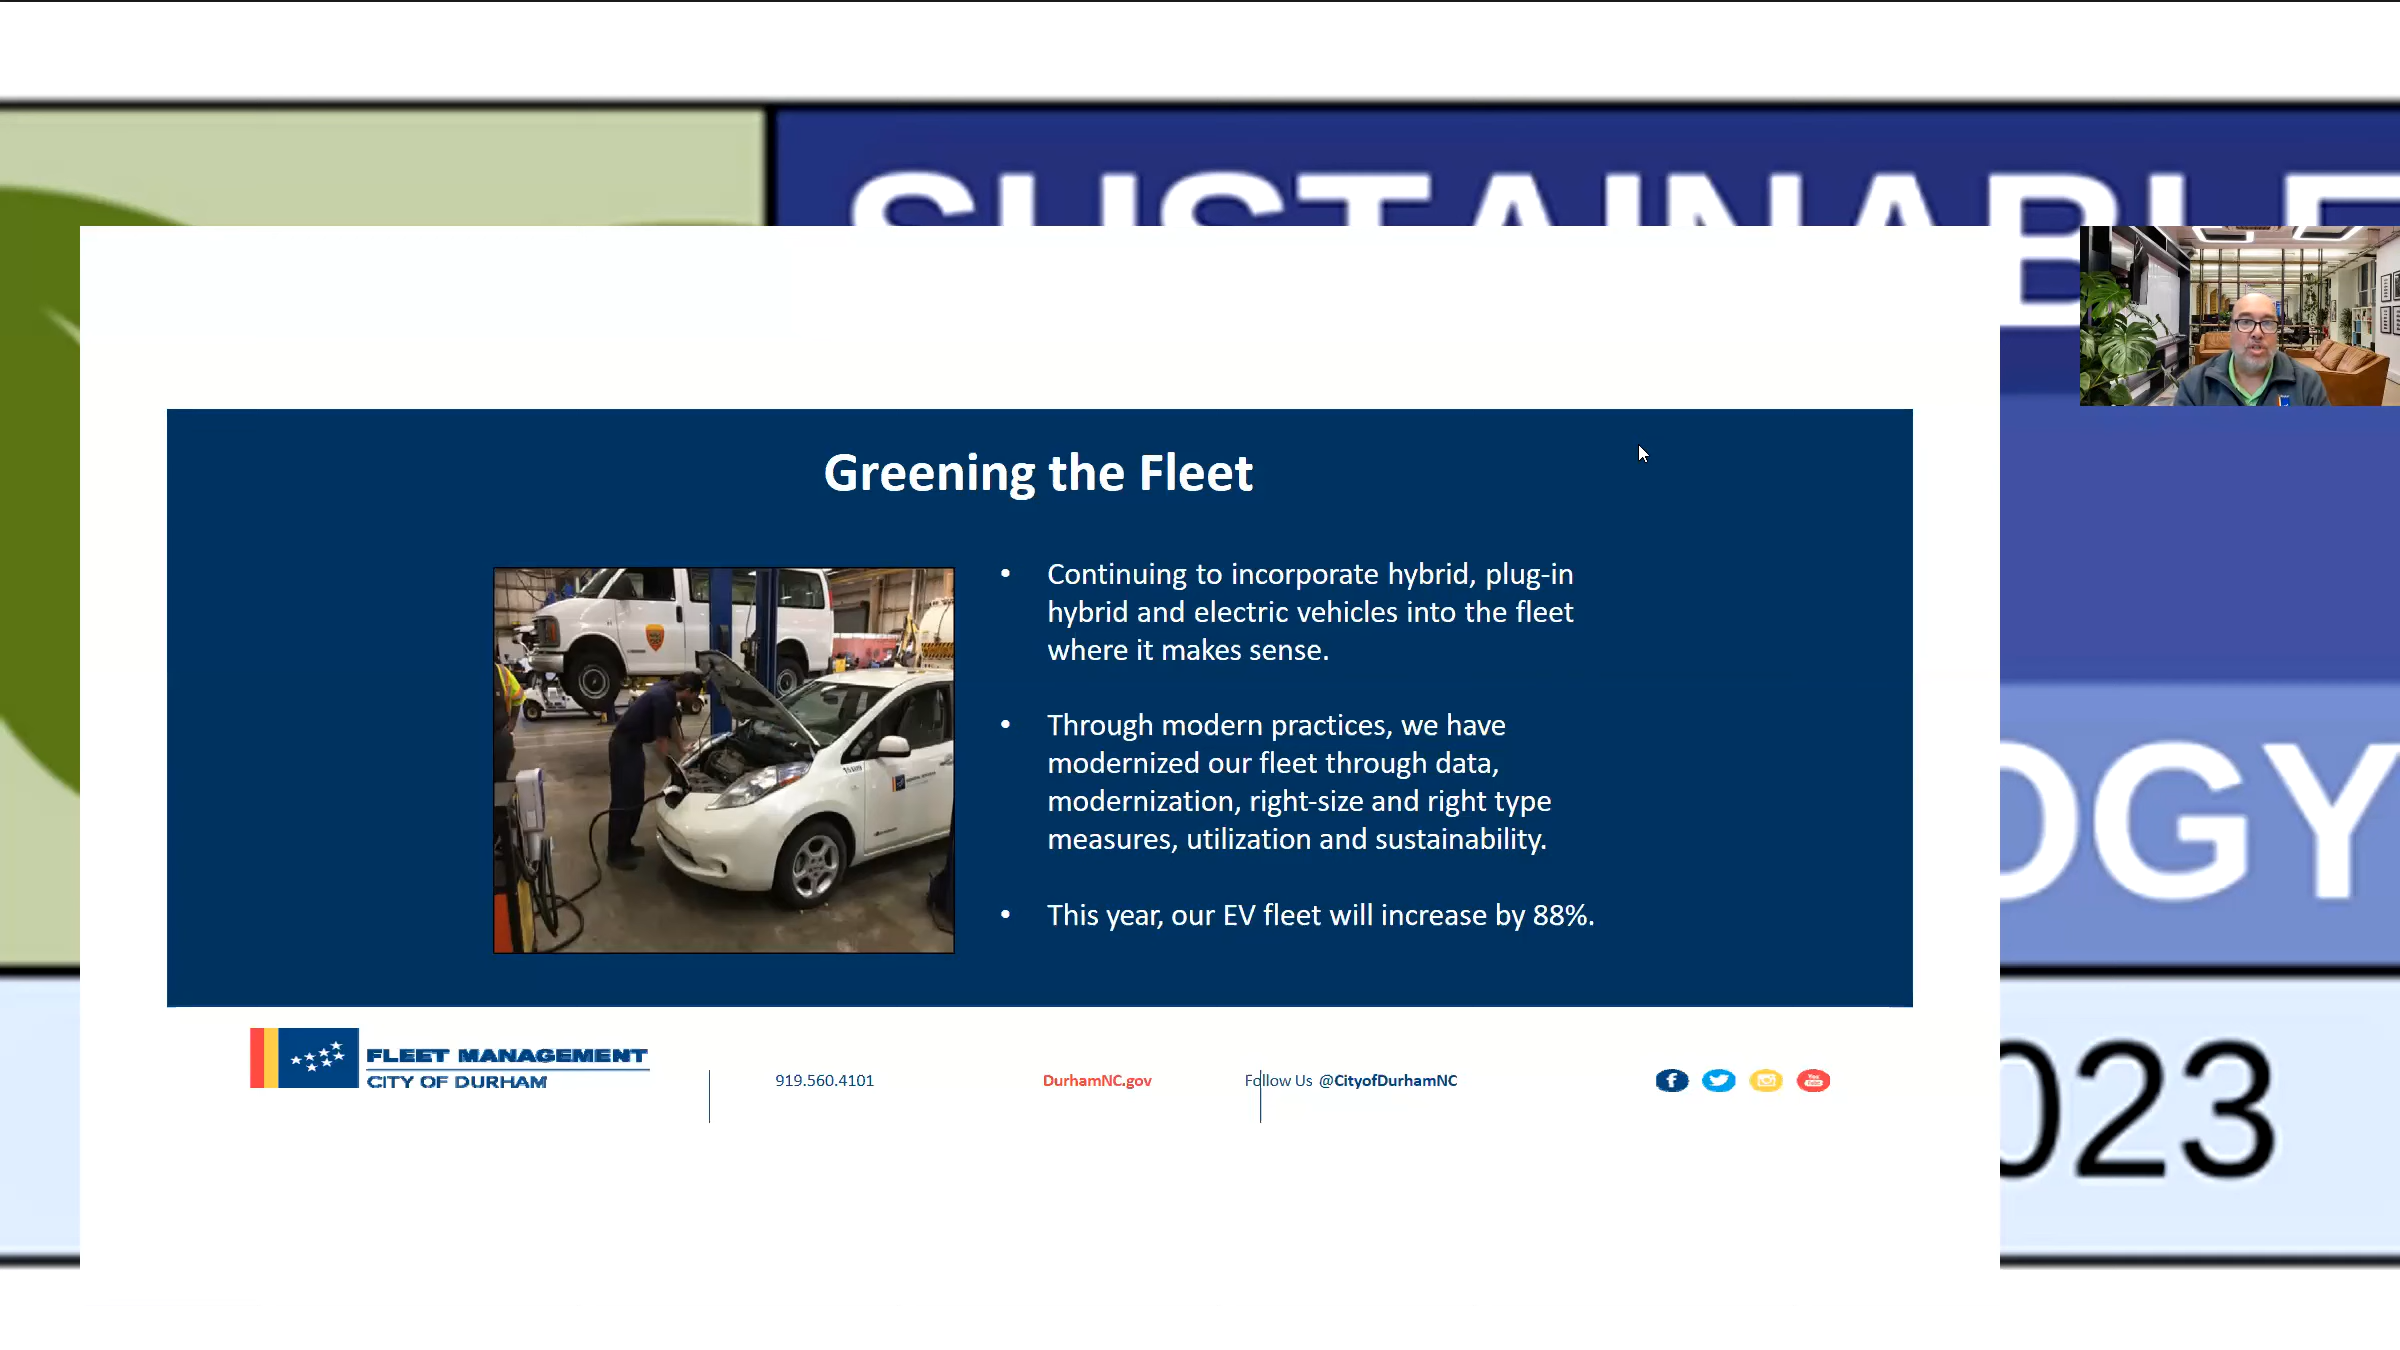 SUSTAINABLE
Greening the Fleet
• Continuing to incorporate hybrid, plug-in
hybrid and electric vehicles into the fleet
where it makes sense.
• Through modern practices, we have
modernized our fleet through data,
modernization, right-size and right type
measures, utilization and sustainability.
• This year, our EV fleet will increase by 88%.
OGY
023
FLEET MANAGEMENT
CITY OF DURHAM
919.560.4101
DurhamNC.gov
Follow Us @CityofDurhamNC